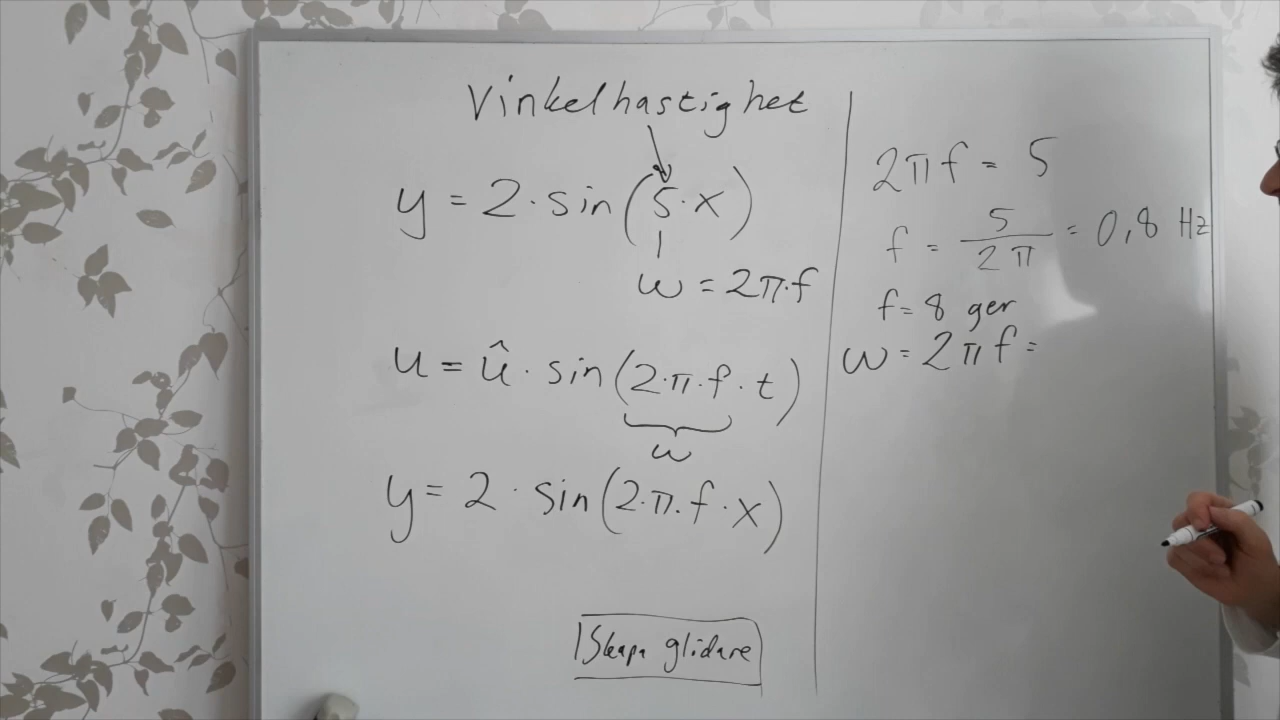 Vinkelhastighet
y = 2·sin(5·x)
ω = 2π·f
u = û· sin(2·π·f·t)
ω
y = 2 · sin(2·π·f·x)
Skapa glidare
2πf = 5
f = 5/2π = 0,8 Hz
f = 8 ger
ω = 2πf =